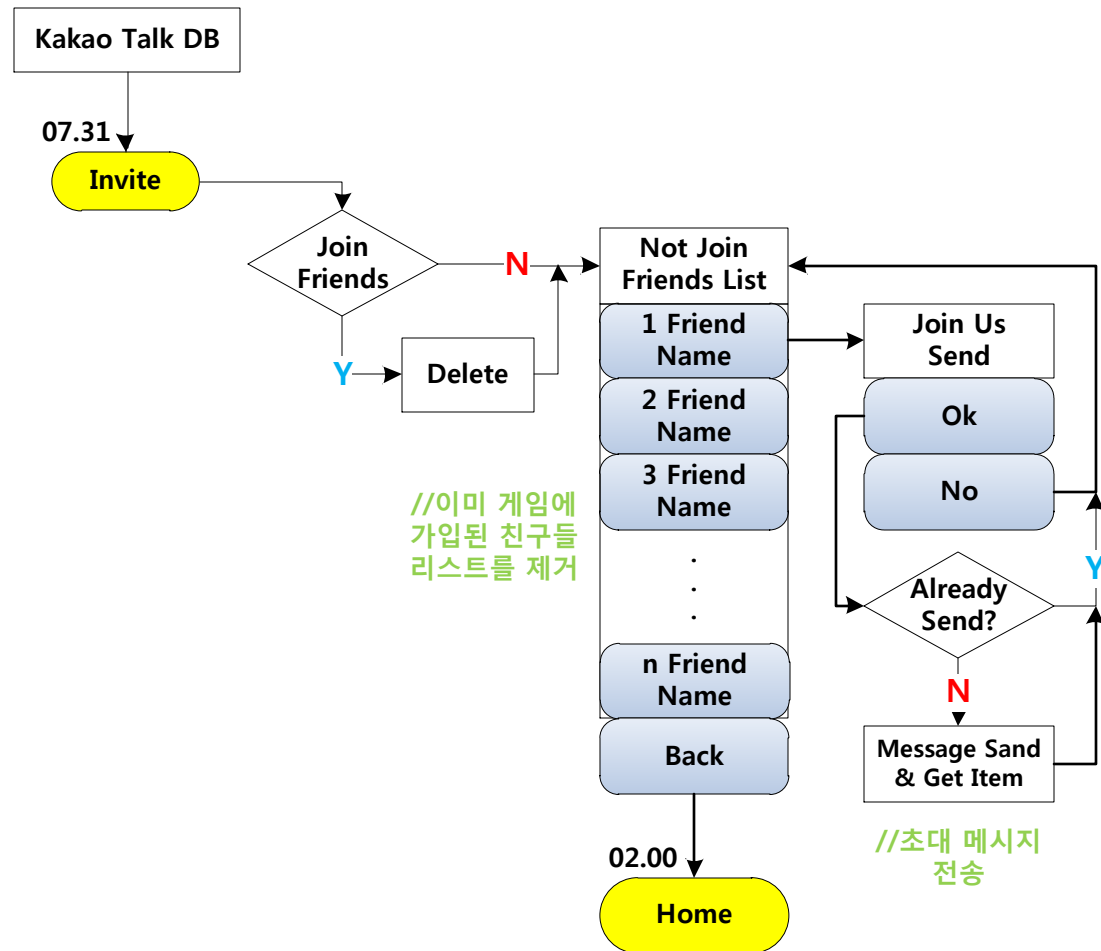 Kakao Talk DB
07.31
Invite
Join
Friends
N
Y
Delete
Not Join
Friends List
1 Friend
Name
2 Friend
Name
3 Friend
Name
.
.
.
n Friend
Name
Back
//이미 게임에
가입된 친구들
리스트를 제거
Join Us
Send
Ok
No
Already
Send?
Y
N
Message Sand
& Get Item
//초대 메시지
전송
02.00
Home